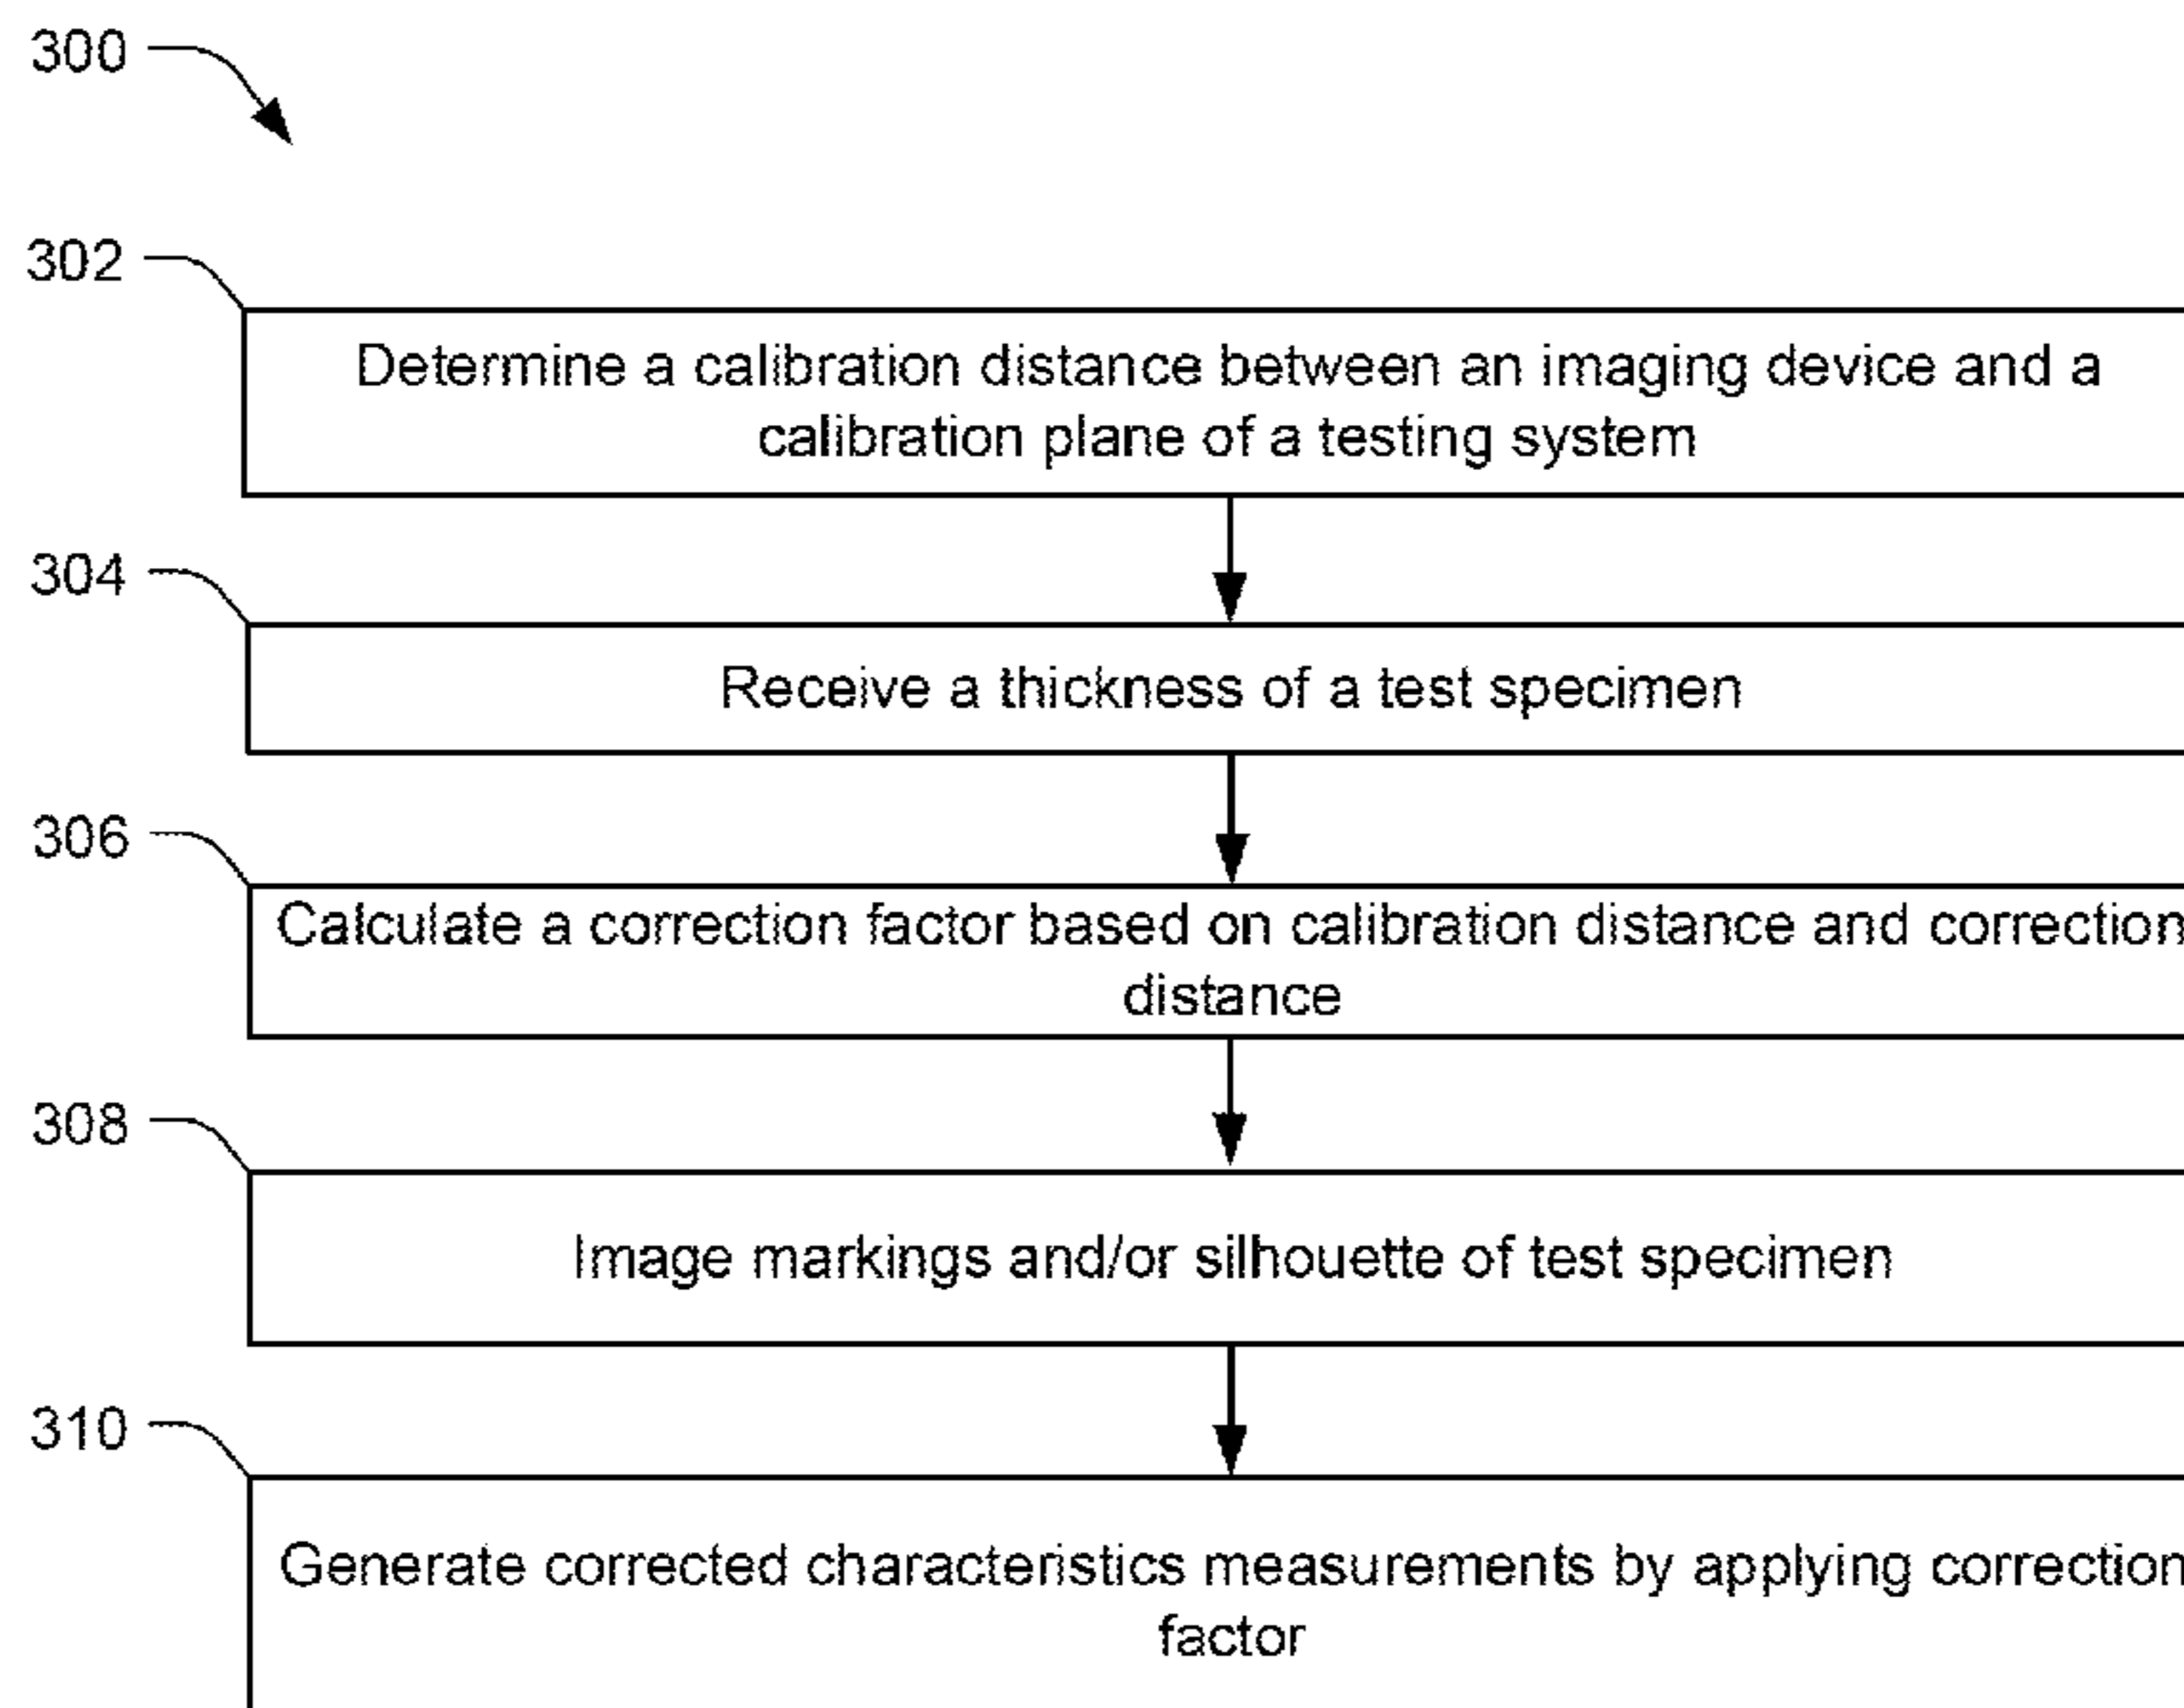 300
302
Determine a calibration distance between an imaging device and a
calibration plane of a testing system
304
Receive a thickness of a test specimen
306
Calculate a correction factor based on calibration distance and correction
distance
308
Image markings and/or silhouette of test specimen
310
Generate corrected characteristics measurements by applying correction
factor